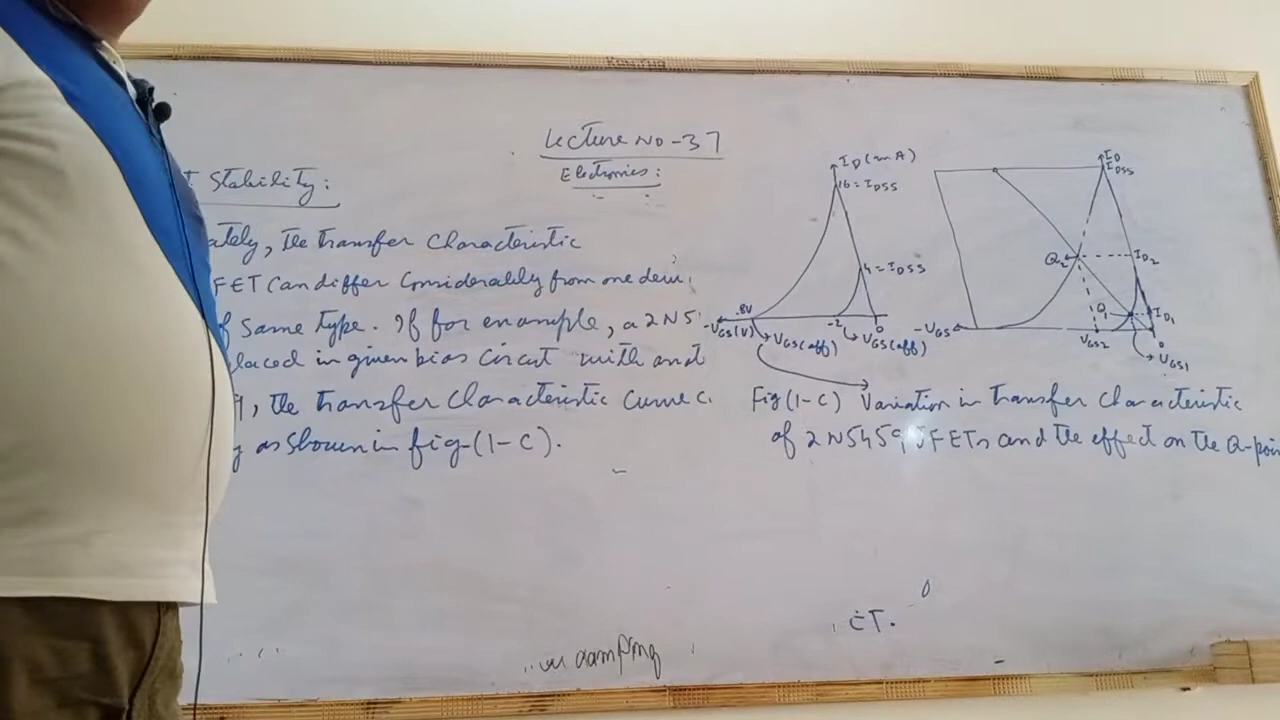 Lecture No-37
Electronics:
t Stability:
ately, the transfer characteristic
FET can differ considerably from one devi
f same type. If for example, a 2N5
laced in given bias circuit with anot
9, the transfer characteristic curve c
y as shown in fig-(1-C).
ID (mA)
16 = IDSS
4 = IDSS
-8V
-2
0
-VGS(V)
VGS(off)
VGS(off)
ID
IDSS
Q2
ID2
Q1
ID1
-VGS
VGS2
0
VGS1
Fig (1-C) Variation in transfer characteristic
of 2N5459 JFETs and the effect on the Q-poin